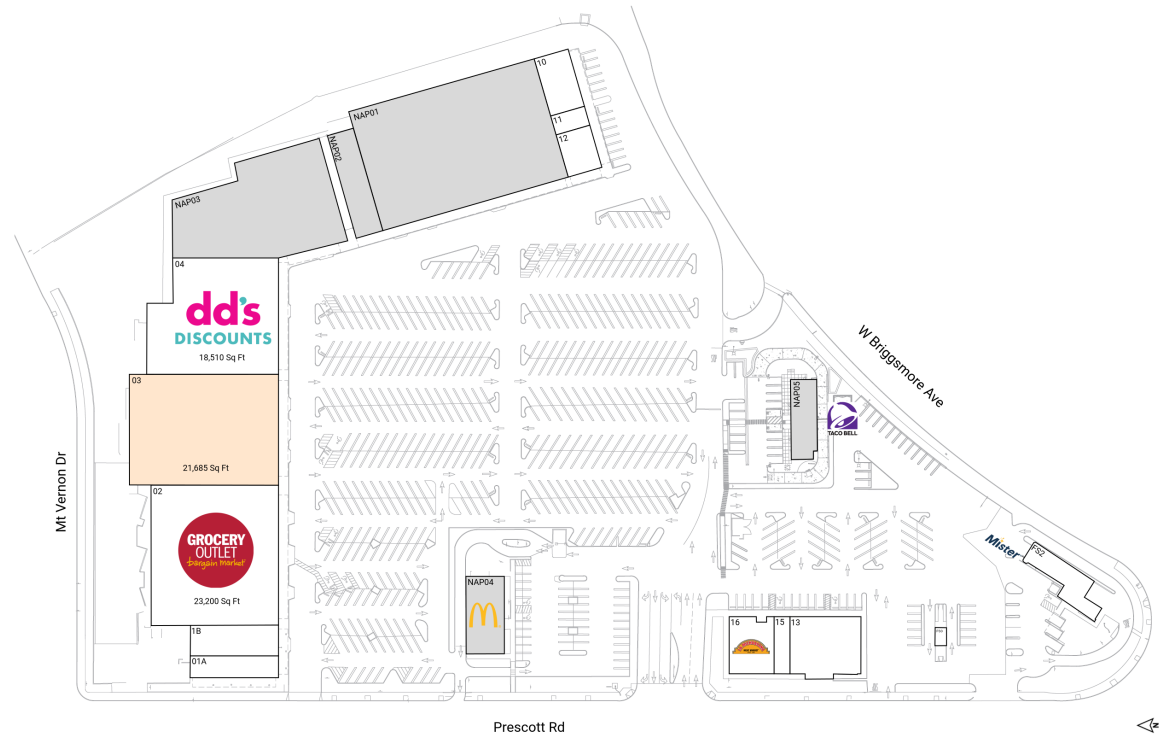 10
NAP01
11
NAP02
12
NAP03
04
dd's
DISCOUNTS
18,510 Sq Ft
W Briggsmore Ave
03
NAP05
TACO BELL
21,685 Sq Ft
Mt Vernon Dr
02
GROCERY
OUTLET
bargain market
Mister
FS2
NAP04
23,200 Sq Ft
16
15
13
1B
01A
Prescott Rd
N